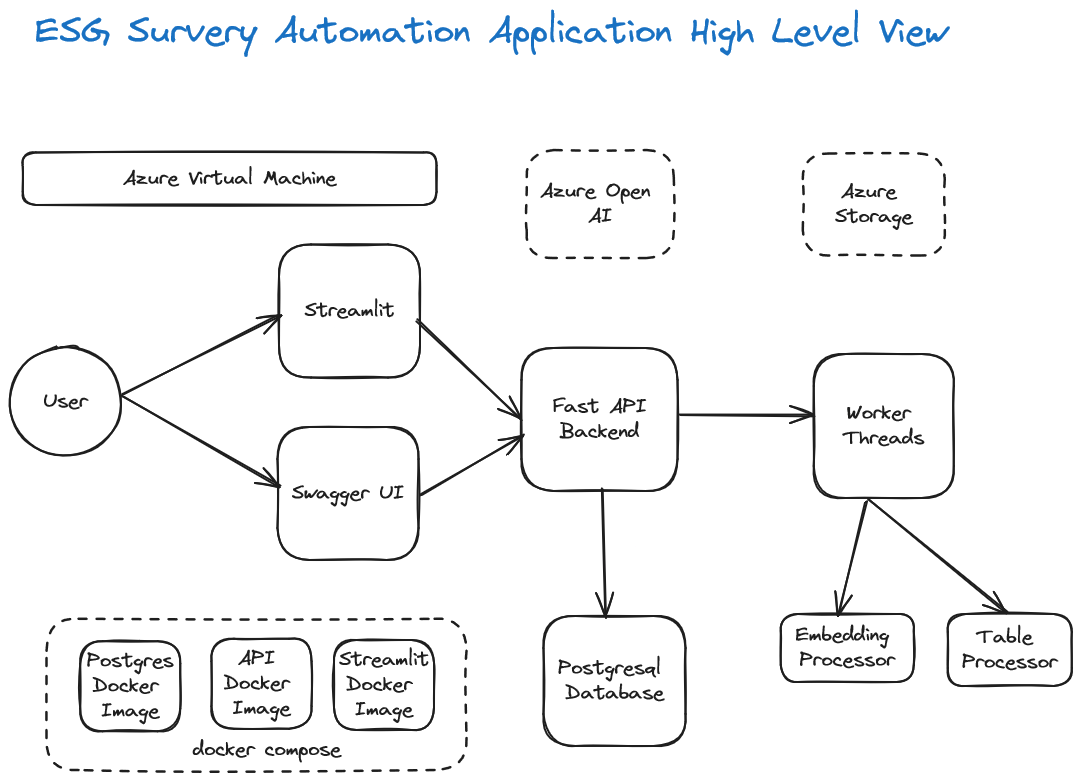 ESG Survery Automation Application High Level View
Azure Virtual Machine
Azure Open
AI
Azure
Storage
Streamlit
User
Fast API
Backend
Worker
Threads
Swagger UI
Embedding
Processor
Table
Processor
Postgresql
Database
Postgres
Docker
Image
API
Docker
Image
Streamlit
Docker
Image
docker compose